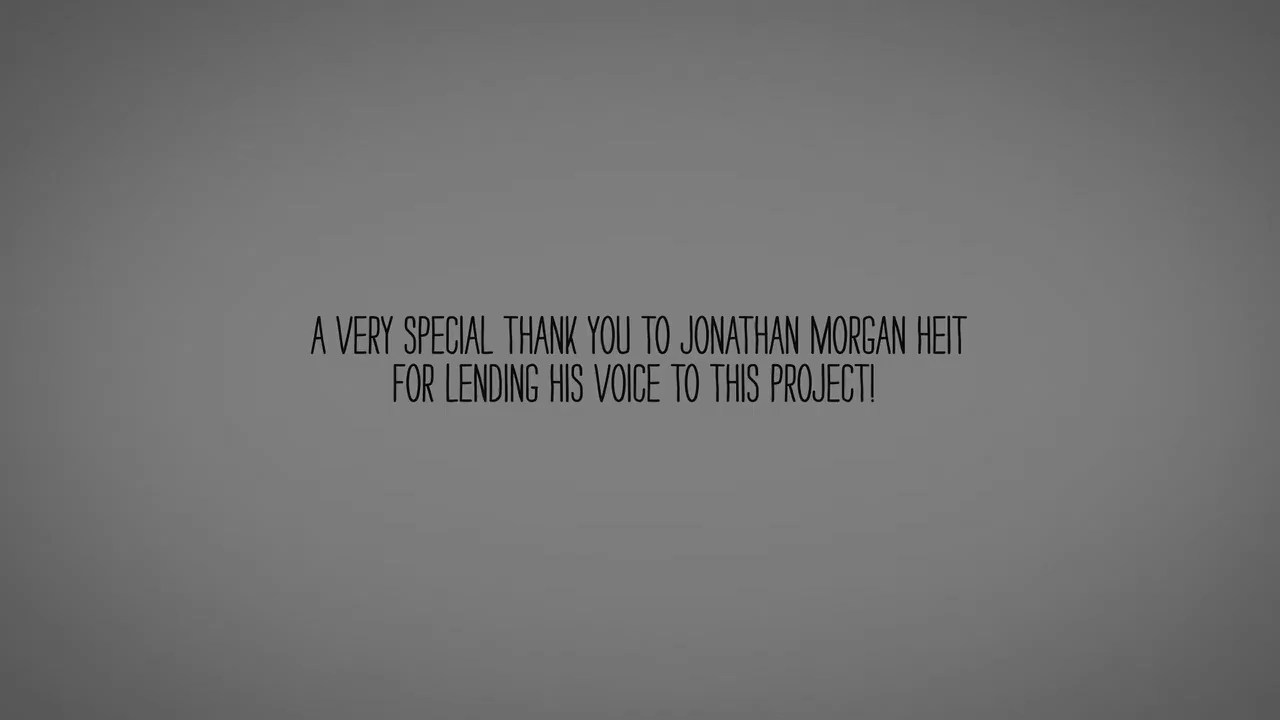 A VERY SPECIAL THANK YOU TO JONATHAN MORGAN HEIT
FOR LENDING HIS VOICE TO THIS PROJECT!